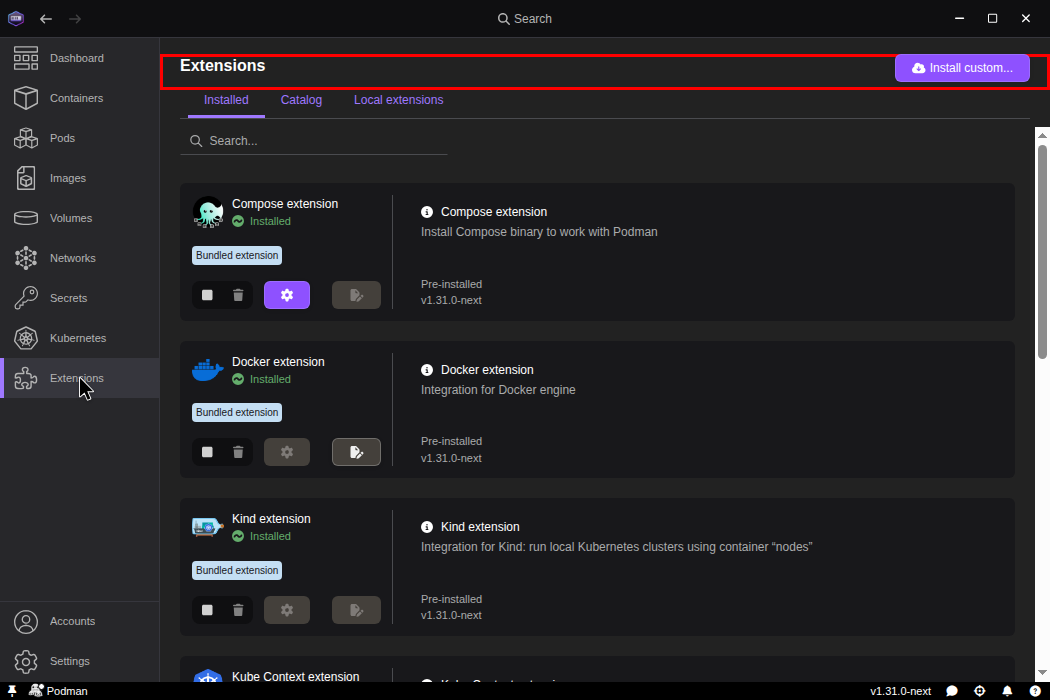 Search
Dashboard
Containers
Pods
Images
Volumes
Networks
Secrets
Kubernetes
Extensions
Accounts
Settings
Extensions
Install custom...
Installed Catalog Local extensions
Search...
Compose extension
Installed
Bundled extension
Compose extension
Install Compose binary to work with Podman
Pre-installed
v1.31.0-next
Docker extension
Installed
Bundled extension
Docker extension
Integration for Docker engine
Pre-installed
v1.31.0-next
Kind extension
Installed
Bundled extension
Kind extension
Integration for Kind: run local Kubernetes clusters using container “nodes”
Pre-installed
v1.31.0-next
Kube Context extension
Podman
v1.31.0-next